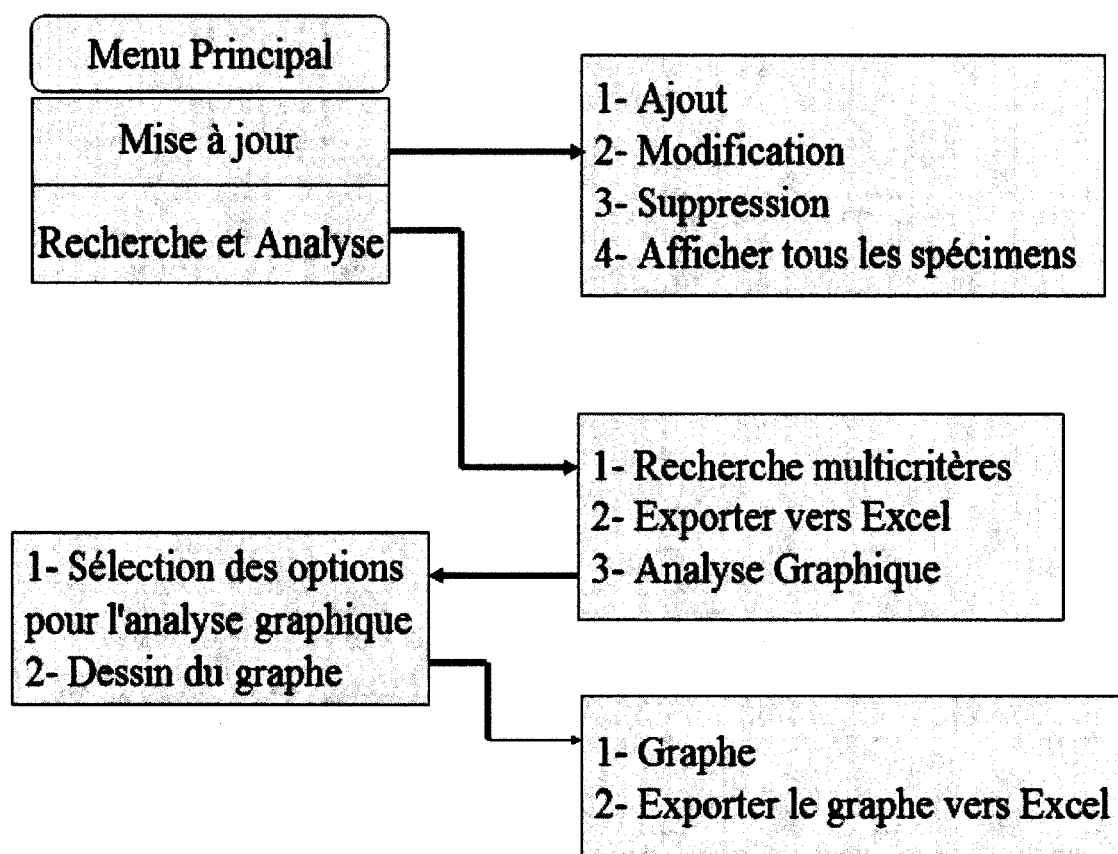 Menu Principal
Mise à jour
Recherche et Analyse
1- Ajout
2- Modification
3- Suppression
4- Afficher tous les spécimens
1- Recherche multicritères
2- Exporter vers Excel
3- Analyse Graphique
1- Sélection des options
pour l'analyse graphique
2- Dessin du graphe
1- Graphe
2- Exporter le graphe vers Excel